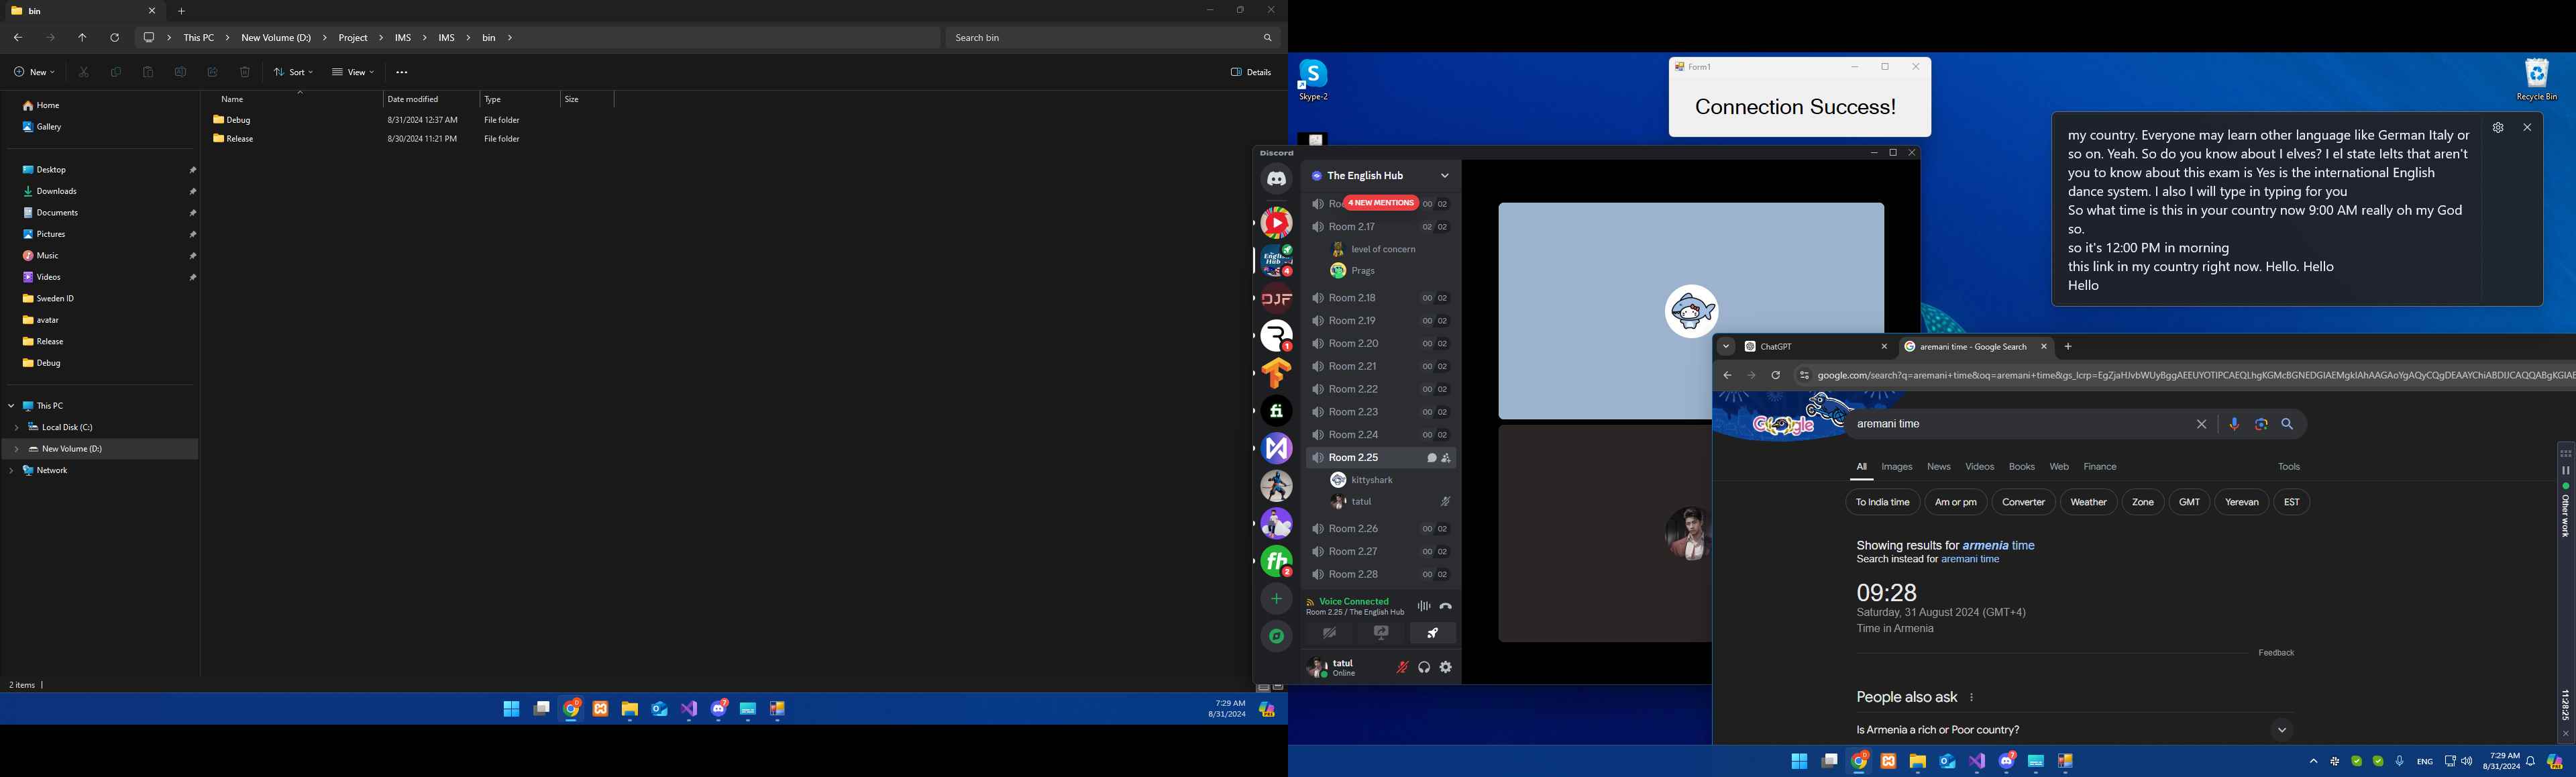 bin
This PC
New Volume (D:)
Project
IMS
IMS
bin
Search bin
New
Sort
View
Details
Name
Date modified
Type
Size
Debug
8/31/2024 12:37 AM
File folder
Release
8/30/2024 11:21 PM
File folder
Home
Gallery
Desktop
Downloads
Documents
Pictures
Music
Videos
Sweden ID
avatar
Release
Debug
This PC
Local Disk (C:)
New Volume (D:)
Network
2 items
7:29 AM
8/31/2024
Skype-2
Form1
Connection Success!
Recycle Bin
my country. Everyone may learn other language like German Italy or
so on. Yeah. So do you know about I elves? I el state Ielts that aren't
you to know about this exam is Yes is the international English
dance system. I also I will type in typing for you
So what time is this in your country now 9:00 AM really oh my God
so.
so it's 12:00 PM in morning
this link in my country right now. Hello. Hello
Hello
Discord
The English Hub
4 NEW MENTIONS
00 02
Room 2.17
02 02
level of concern
Prags
Room 2.18
00 02
Room 2.19
00 02
Room 2.20
00 02
Room 2.21
00 02
Room 2.22
00 02
Room 2.23
00 02
Room 2.24
00 02
Room 2.25
kittyshark
tatul
Room 2.26
00 02
Room 2.27
00 02
Room 2.28
00 02
Voice Connected
Room 2.25 / The English Hub
tatul
Online
DJF
4
1
fi
fh
2
ChatGPT
aremani time - Google Search
google.com/search?q=aremani+time&oq=aremani+time&gs_lcrp=EgZjaHJvbWUyBggAEEUYOTIPCAEQLhgKGMcBGNEDGIAEMgkIAhAAGAoYgAQyCQgDEAAYChiABDIJCAQQABgKGIAE
Google
aremani time
All
Images
News
Videos
Books
Web
Finance
Tools
To India time
Am or pm
Converter
Weather
Zone
GMT
Yerevan
EST
Showing results for armenia time
Search instead for aremani time
09:28
Saturday, 31 August 2024 (GMT+4)
Time in Armenia
Feedback
People also ask
Is Armenia a rich or Poor country?
Other work
11:28:25
ENG
7:29 AM
8/31/2024